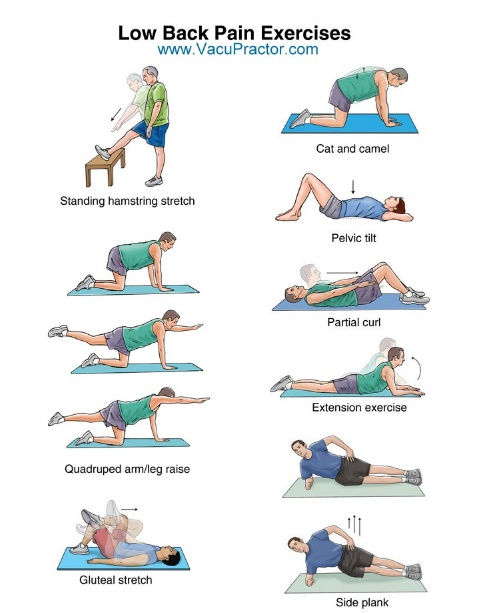 Low Back Pain Exercises
www.VacuPractor.com
Standing hamstring stretch
Cat and camel
Pelvic tilt
Partial curl
Extension exercise
Quadruped arm/leg raise
Gluteal stretch
Side plank